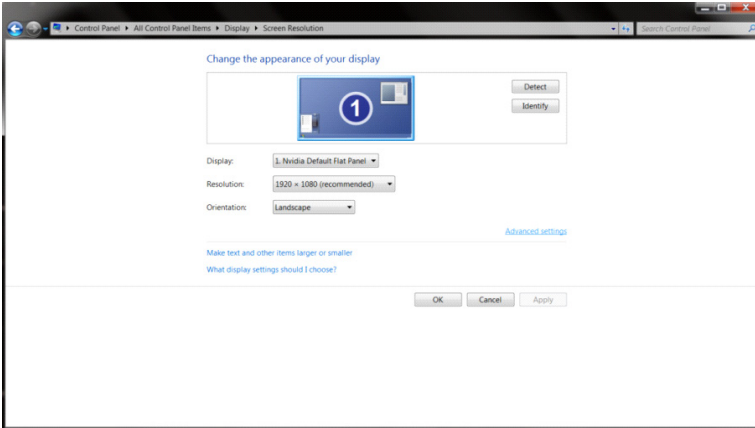 Control Panel ▸ All Control Panel Items ▸ Display ▸ Screen Resolution
Search Control Panel
Change the appearance of your display
1
Detect
Identify
Display: 1. Nvidia Default Flat Panel
Resolution: 1920 × 1080 (recommended)
Orientation: Landscape
Advanced settings
Make text and other items larger or smaller
What display settings should I choose?
OK Cancel Apply